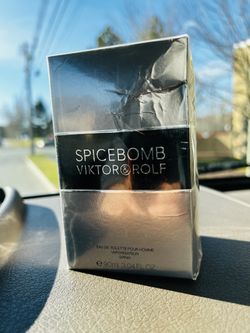 SPICEBOMB
VIKTOR&ROLF
EAU DE TOILETTE POUR HOMME
VAPORISATEUR
SPRAY
e 90ml 3.04 FL.OZ